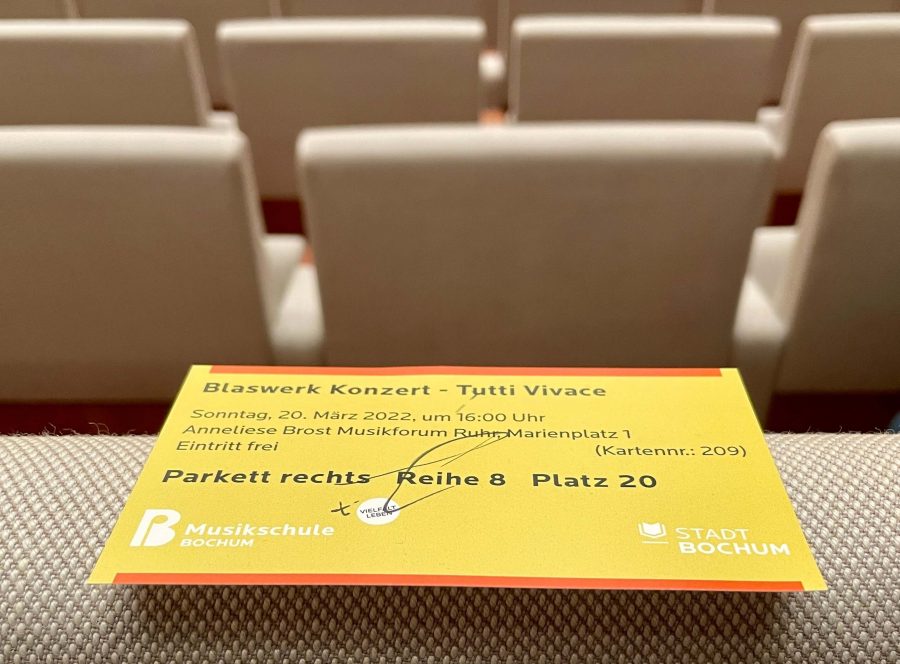 Blaswerk Konzert - Tutti Vivace
Sonntag, 20. März 2022, um 16:00 Uhr
Anneliese Brost Musikforum Ruhr, Marienplatz 1
Eintritt frei
(Kartennr.: 209)
Parkett rechts Reihe 8 Platz 20
VIELFALT
LEBEN
Musikschule
BOCHUM
STADT
BOCHUM